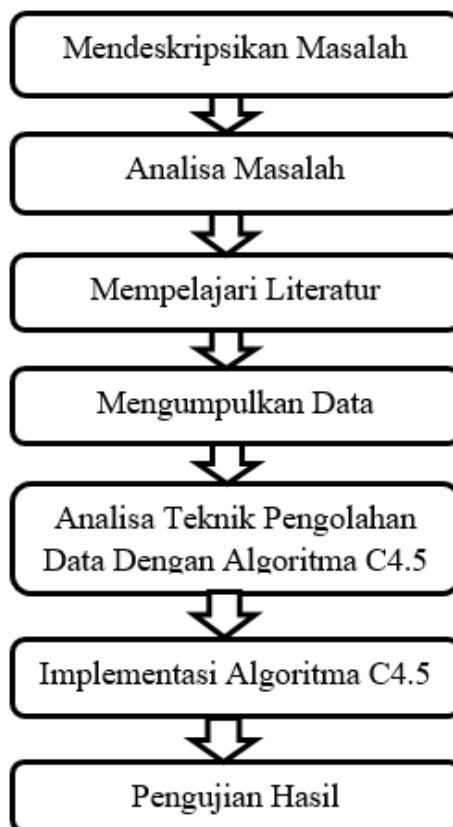 Mendeskripsikan Masalah
Analisa Masalah
Mempelajari Literatur
Mengumpulkan Data
Analisa Teknik Pengolahan
Data Dengan Algoritma C4.5
Implementasi Algoritma C4.5
Pengujian Hasil